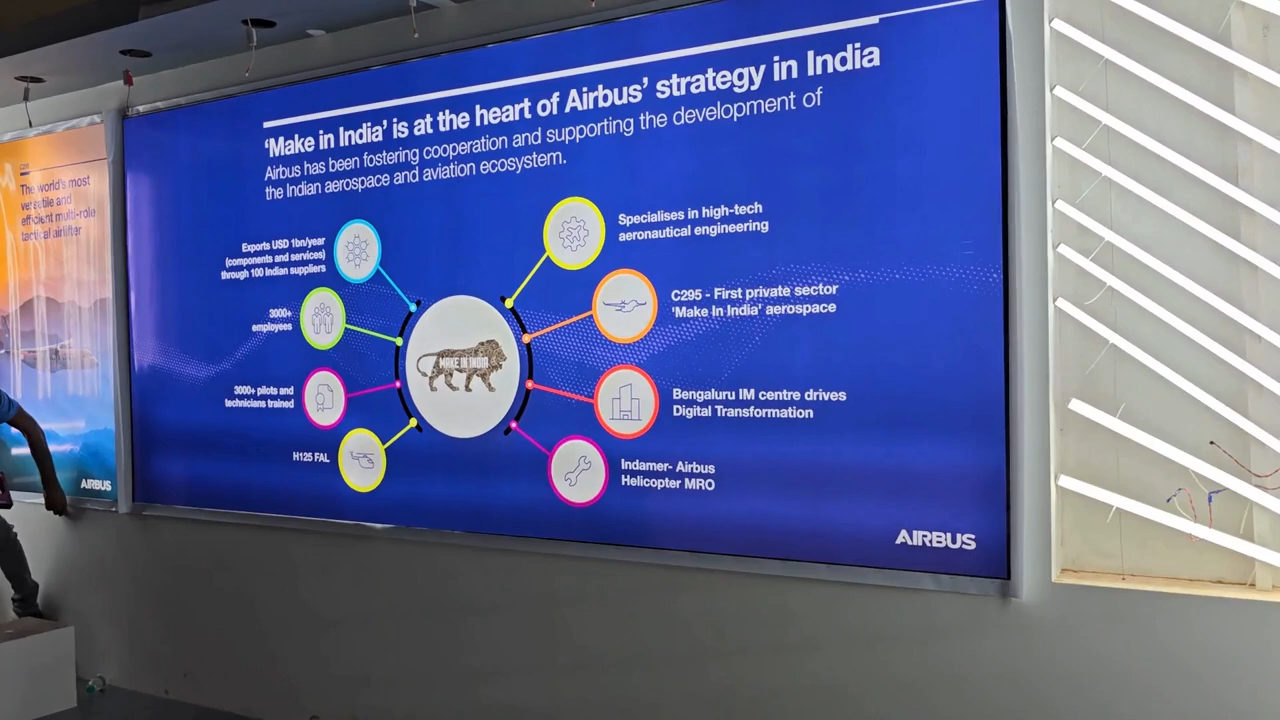 C295
The world's most
versatile and
efficient multi-role
tactical airlifter
AIRBUS
'Make in India' is at the heart of Airbus' strategy in India
Airbus has been fostering cooperation and supporting the development of
the Indian aerospace and aviation ecosystem.
Exports USD 1bn/year
(components and services)
through 100 Indian suppliers
3000+
employees
3000+ pilots and
technicians trained
H125 FAL
MAKE IN INDIA
Specialises in high-tech
aeronautical engineering
C295 - First private sector
'Make In India' aerospace
Bengaluru IM centre drives
Digital Transformation
Indamer- Airbus
Helicopter MRO
AIRBUS